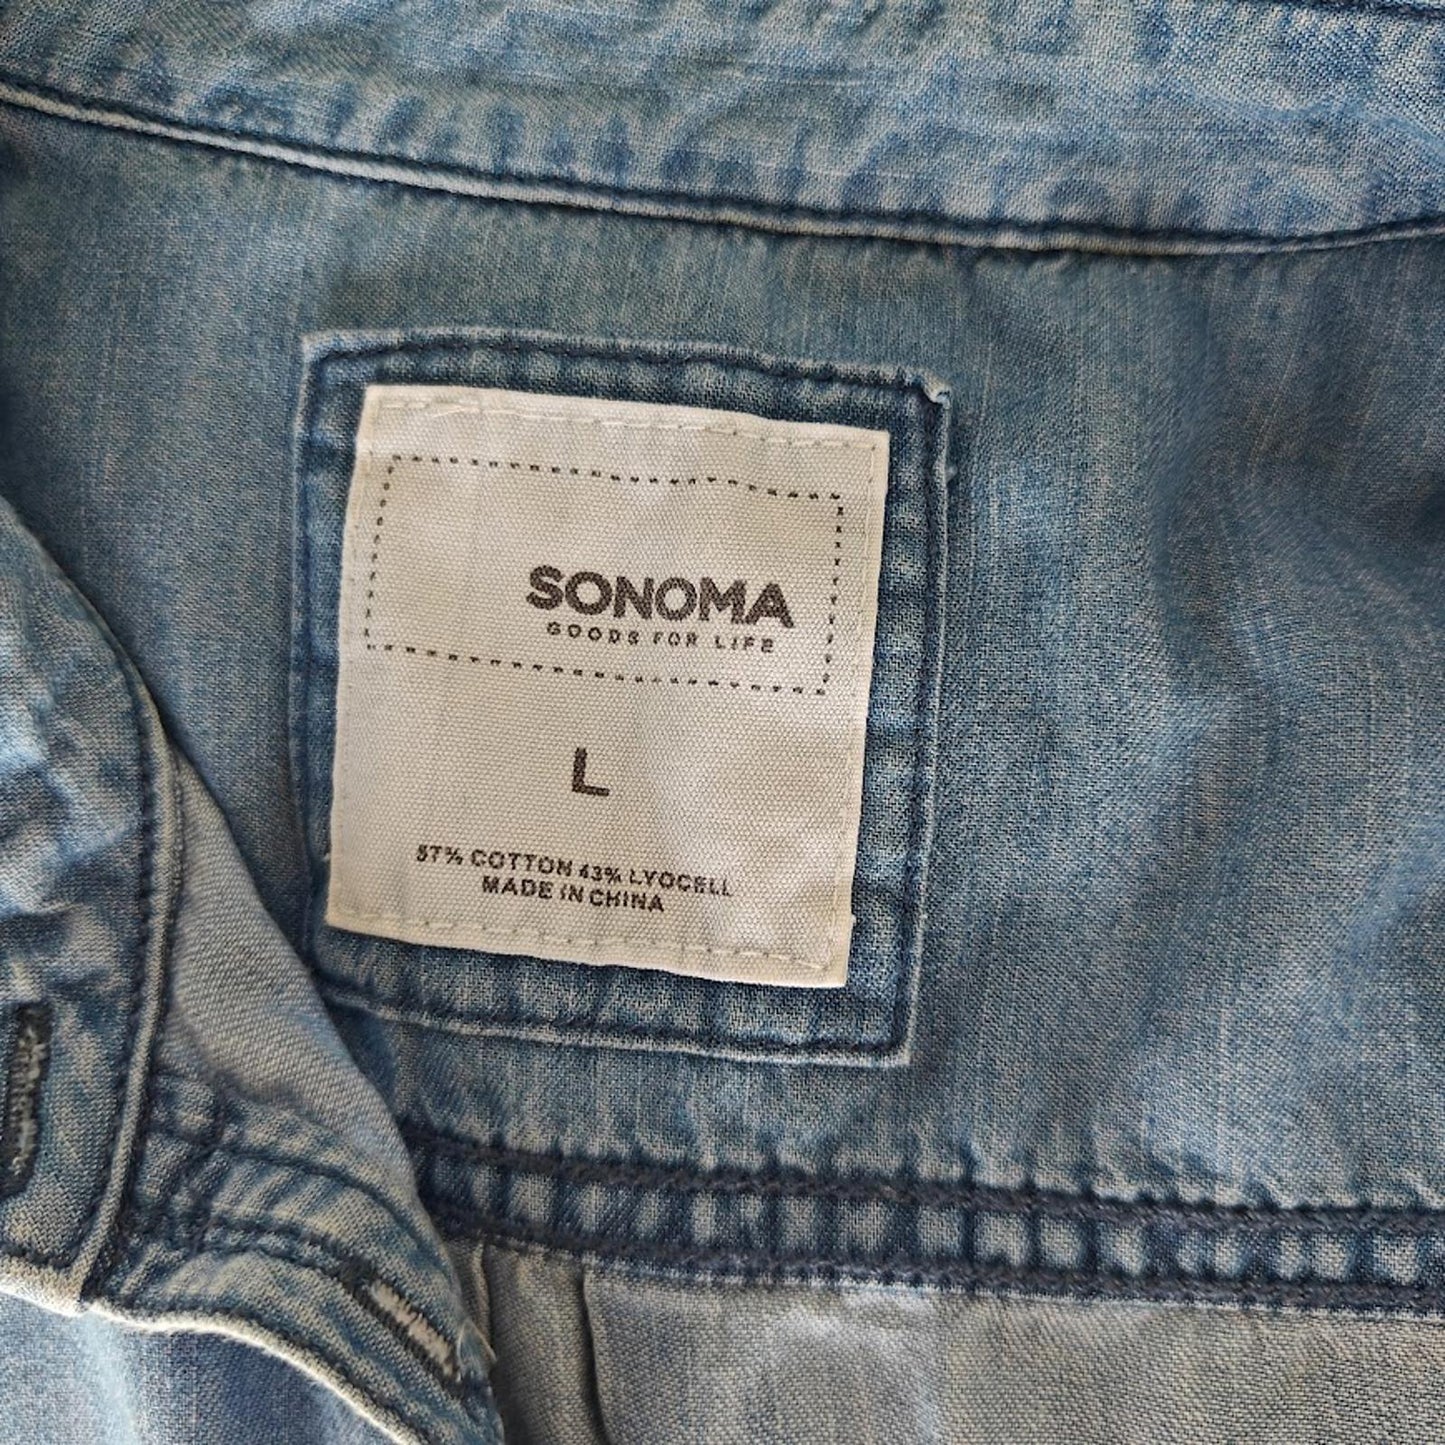 SONOMA
GOODS FOR LIFE
L
57% COTTON 43% LYOCELL
MADE IN CHINA